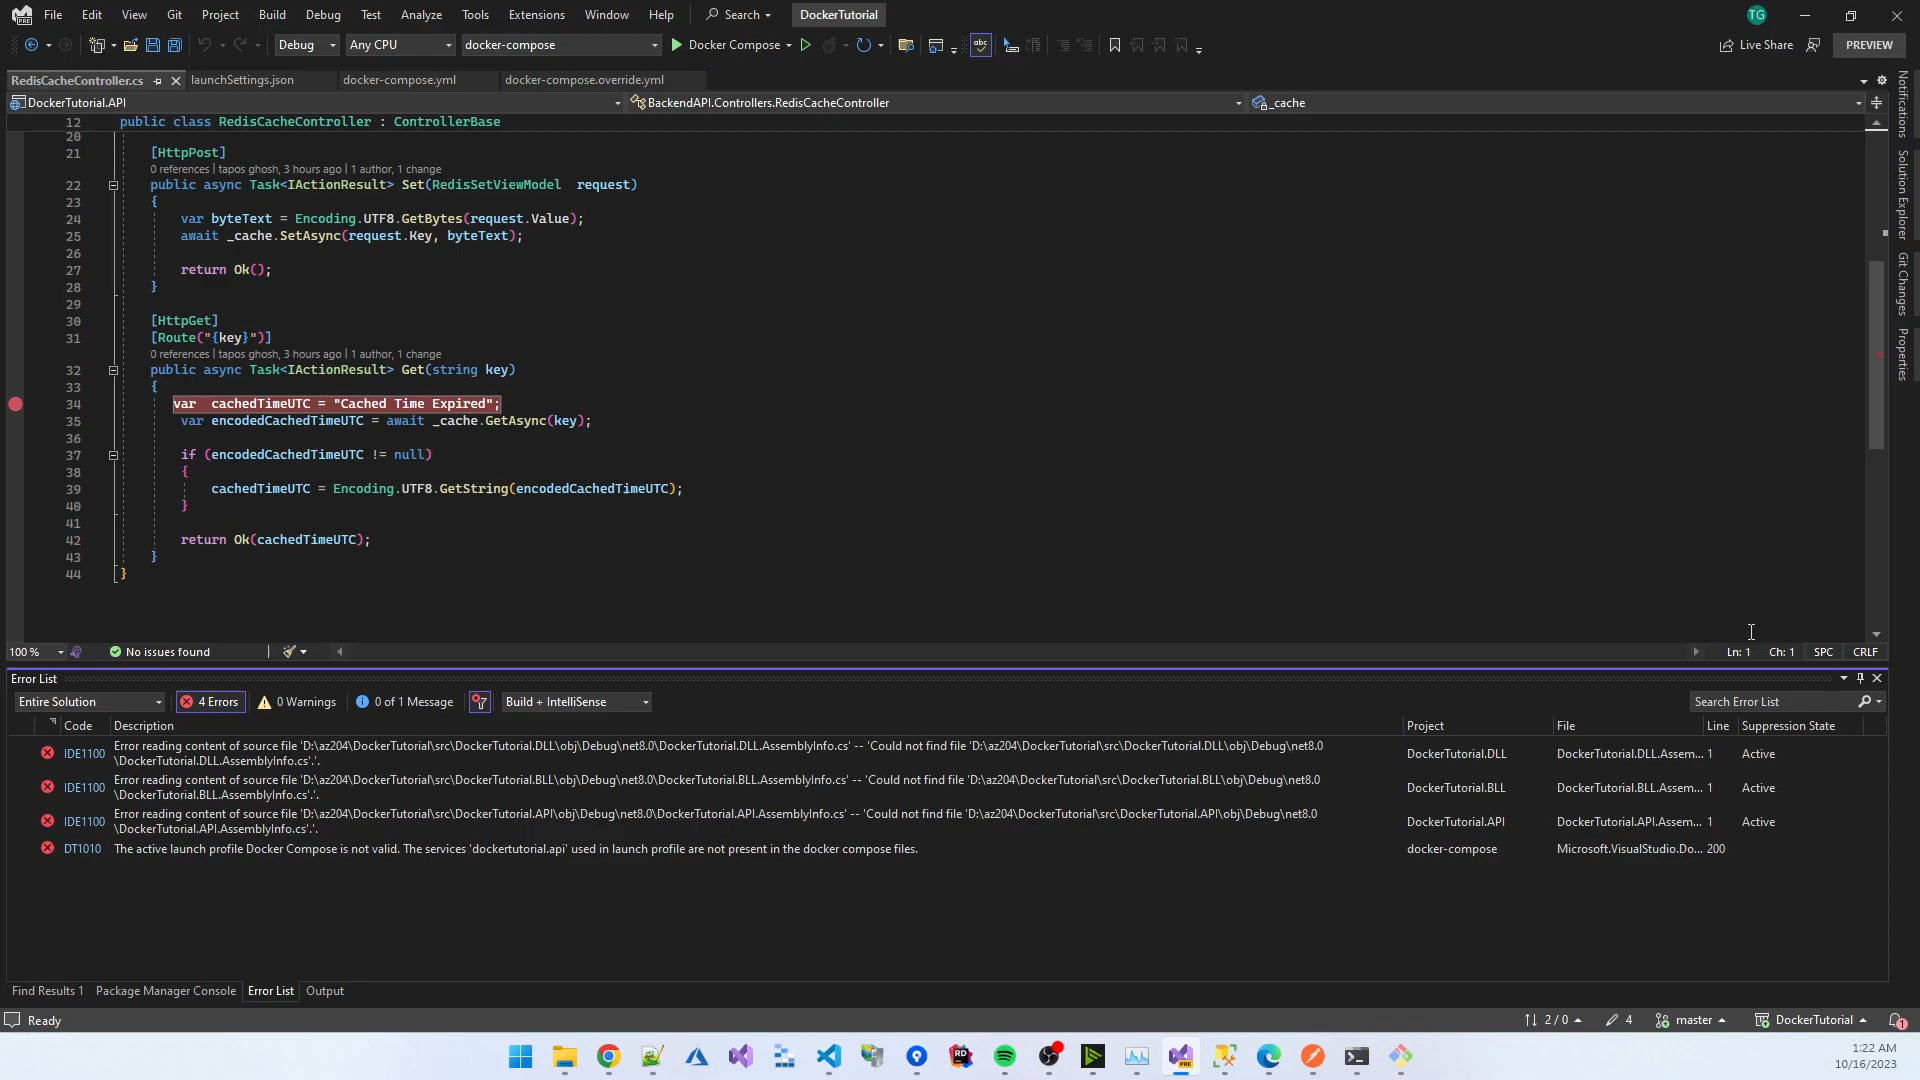 File Edit View Git Project Build Debug Test Analyze Tools Extensions Window Help Search DockerTutorial TG
Debug Any CPU docker-compose Docker Compose Live Share PREVIEW
RedisCacheController.cs launchSettings.json docker-compose.yml docker-compose.override.yml
DockerTutorial.API BackendAPI.Controllers.RedisCacheController _cache
12 public class RedisCacheController : ControllerBase
20
21 [HttpPost]
0 references | tapos ghosh, 3 hours ago | 1 author, 1 change
22 public async Task<IActionResult> Set(RedisSetViewModel  request)
23 {
24 var byteText = Encoding.UTF8.GetBytes(request.Value);
25 await _cache.SetAsync(request.Key, byteText);
26
27 return Ok();
28 }
29
30 [HttpGet]
31 [Route("{key}")]
0 references | tapos ghosh, 3 hours ago | 1 author, 1 change
32 public async Task<IActionResult> Get(string key)
33 {
34 var  cachedTimeUTC = "Cached Time Expired";
35 var encodedCachedTimeUTC = await _cache.GetAsync(key);
36
37 if (encodedCachedTimeUTC != null)
38 {
39 cachedTimeUTC = Encoding.UTF8.GetString(encodedCachedTimeUTC);
40 }
41
42 return Ok(cachedTimeUTC);
43 }
44 }
Notifications
Solution Explorer
Git Changes
Properties
100 % No issues found Ln: 1 Ch: 1 SPC CRLF
Error List
Entire Solution 4 Errors 0 Warnings 0 of 1 Message Build + IntelliSense Search Error List
Code Description Project File Line Suppression State
IDE1100 Error reading content of source file 'D:\az204\DockerTutorial\src\DockerTutorial.DLL\obj\Debug\net8.0\DockerTutorial.DLL.AssemblyInfo.cs' -- 'Could not find file 'D:\az204\DockerTutorial\src\DockerTutorial.DLL\obj\Debug\net8.0
\DockerTutorial.DLL.AssemblyInfo.cs'.'. DockerTutorial.DLL DockerTutorial.DLL.Assem... 1 Active
IDE1100 Error reading content of source file 'D:\az204\DockerTutorial\src\DockerTutorial.BLL\obj\Debug\net8.0\DockerTutorial.BLL.AssemblyInfo.cs' -- 'Could not find file 'D:\az204\DockerTutorial\src\DockerTutorial.BLL\obj\Debug\net8.0
\DockerTutorial.BLL.AssemblyInfo.cs'.'. DockerTutorial.BLL DockerTutorial.BLL.Assem... 1 Active
IDE1100 Error reading content of source file 'D:\az204\DockerTutorial\src\DockerTutorial.API\obj\Debug\net8.0\DockerTutorial.API.AssemblyInfo.cs' -- 'Could not find file 'D:\az204\DockerTutorial\src\DockerTutorial.API\obj\Debug\net8.0
\DockerTutorial.API.AssemblyInfo.cs'.'. DockerTutorial.API DockerTutorial.API.Assem... 1 Active
DT1010 The active launch profile Docker Compose is not valid. The services 'dockertutorial.api' used in launch profile are not present in the docker compose files. docker-compose Microsoft.VisualStudio.Do... 200
Find Results 1 Package Manager Console Error List Output
Ready 2 / 0 4 master DockerTutorial 1
1:22 AM
10/16/2023